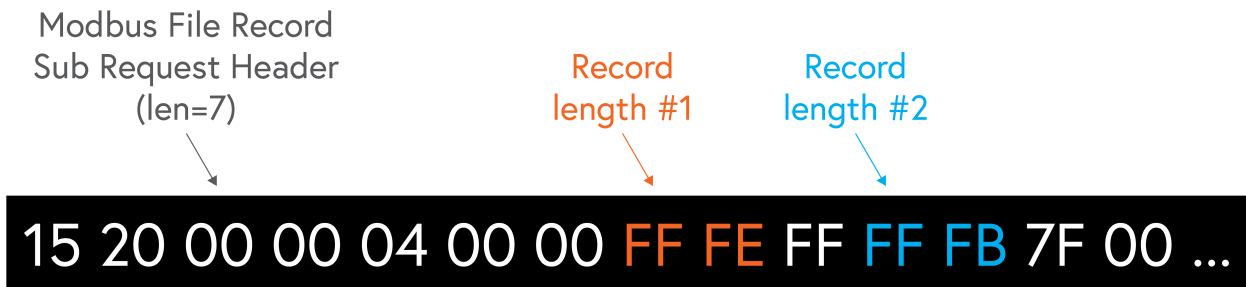 Modbus File Record
Sub Request Header
(len=7)
Record
length #1
Record
length #2
15 20 00 00 04 00 00 FF FE FF FF FB 7F 00 ...